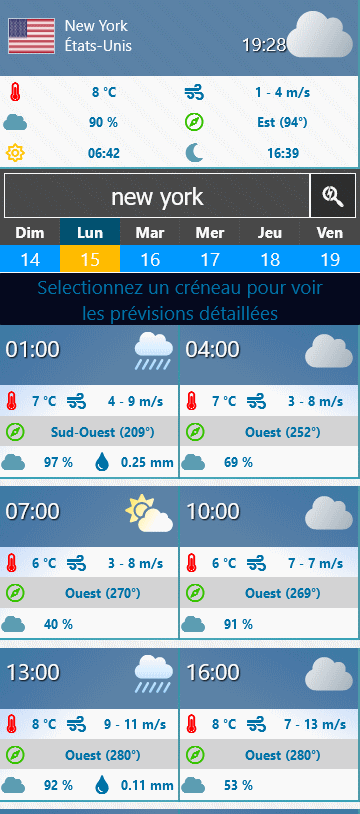 New York
États-Unis
19:28
8 °C 1 - 4 m/s
90 % Est (94°)
06:42 16:39
new york
Dim Lun Mar Mer Jeu Ven
14 15 16 17 18 19
Selectionnez un créneau pour voir
les prévisions détaillées
01:00 04:00
7 °C 4 - 9 m/s 7 °C 3 - 8 m/s
Sud-Ouest (209°) Ouest (252°)
97 % 0.25 mm 69 %
07:00 10:00
6 °C 3 - 8 m/s 6 °C 7 - 7 m/s
Ouest (270°) Ouest (269°)
40 % 91 %
13:00 16:00
8 °C 9 - 11 m/s 8 °C 7 - 13 m/s
Ouest (280°) Ouest (280°)
92 % 0.11 mm 53 %